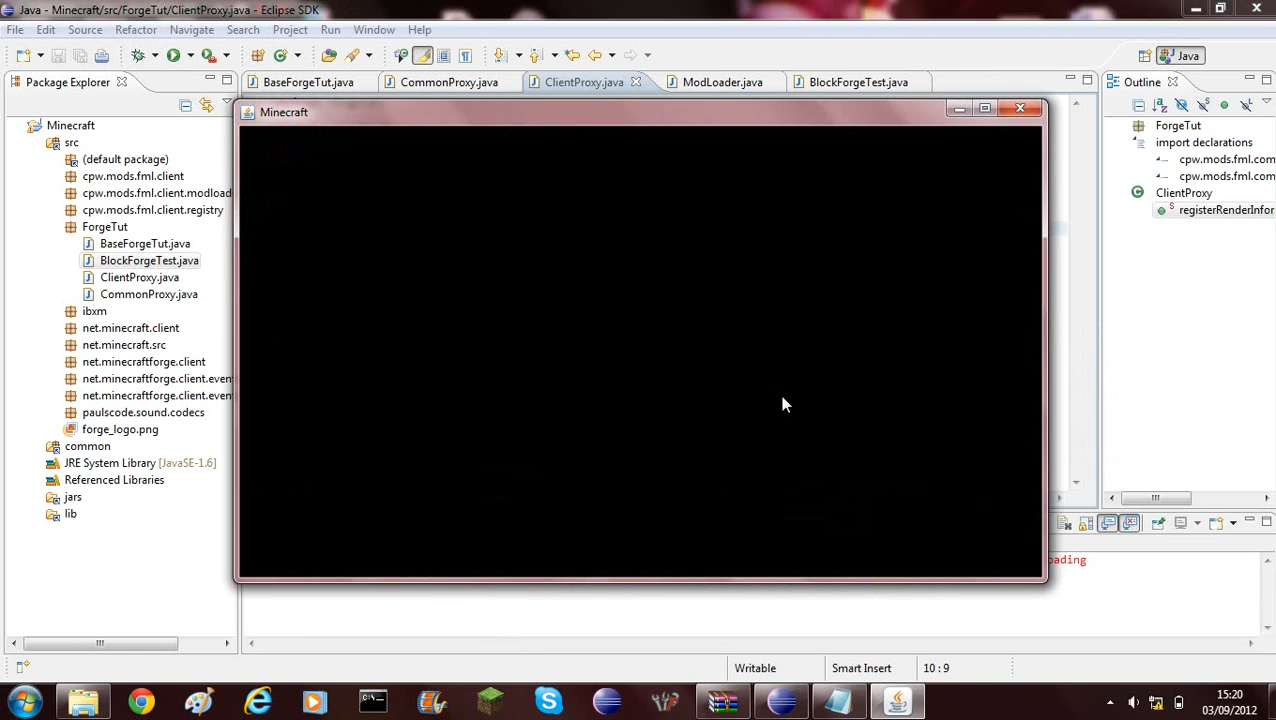 Java - Minecraft/src/ForgeTut/ClientProxy.java - Eclipse SDK
File Edit Source Refactor Navigate Search Project Run Window Help
Java
Package Explorer
BaseForgeTut.java CommonProxy.java ClientProxy.java ModLoader.java BlockForgeTest.java
Outline
Minecraft
Minecraft
src
(default package)
cpw.mods.fml.client
cpw.mods.fml.client.modload
cpw.mods.fml.client.registry
ForgeTut
BaseForgeTut.java
BlockForgeTest.java
ClientProxy.java
CommonProxy.java
ibxm
net.minecraft.client
net.minecraft.src
net.minecraftforge.client
net.minecraftforge.client.even
net.minecraftforge.client.even
paulscode.sound.codecs
forge_logo.png
common
JRE System Library [JavaSE-1.6]
Referenced Libraries
jars
lib
ForgeTut
import declarations
cpw.mods.fml.com
cpw.mods.fml.com
ClientProxy
S
registerRenderInfor
oading
Writable Smart Insert 10 : 9
15:20
03/09/2012